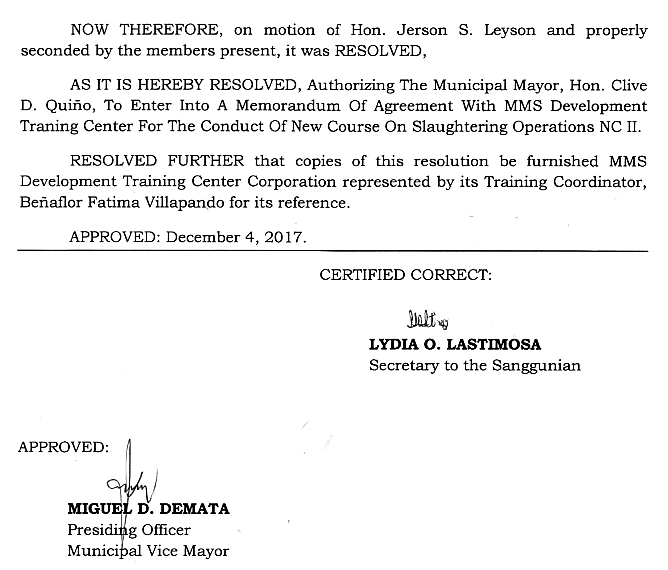 NOW THEREFORE, on motion of Hon. Jerson S. Leyson and properly
seconded by the members present, it was RESOLVED,
AS IT IS HEREBY RESOLVED, Authorizing The Municipal Mayor, Hon. Clive
D. Quiño, To Enter Into A Memorandum Of Agreement With MMS Development
Traning Center For The Conduct Of New Course On Slaughtering Operations NC II.
RESOLVED FURTHER that copies of this resolution be furnished MMS
Development Training Center Corporation represented by its Training Coordinator,
Beñaflor Fatima Villapando for its reference.
APPROVED: December 4, 2017.
CERTIFIED CORRECT:
LYDIA O. LASTIMOSA
Secretary to the Sanggunian
APPROVED:
MIGUEL D. DEMATA
Presiding Officer
Municipal Vice Mayor